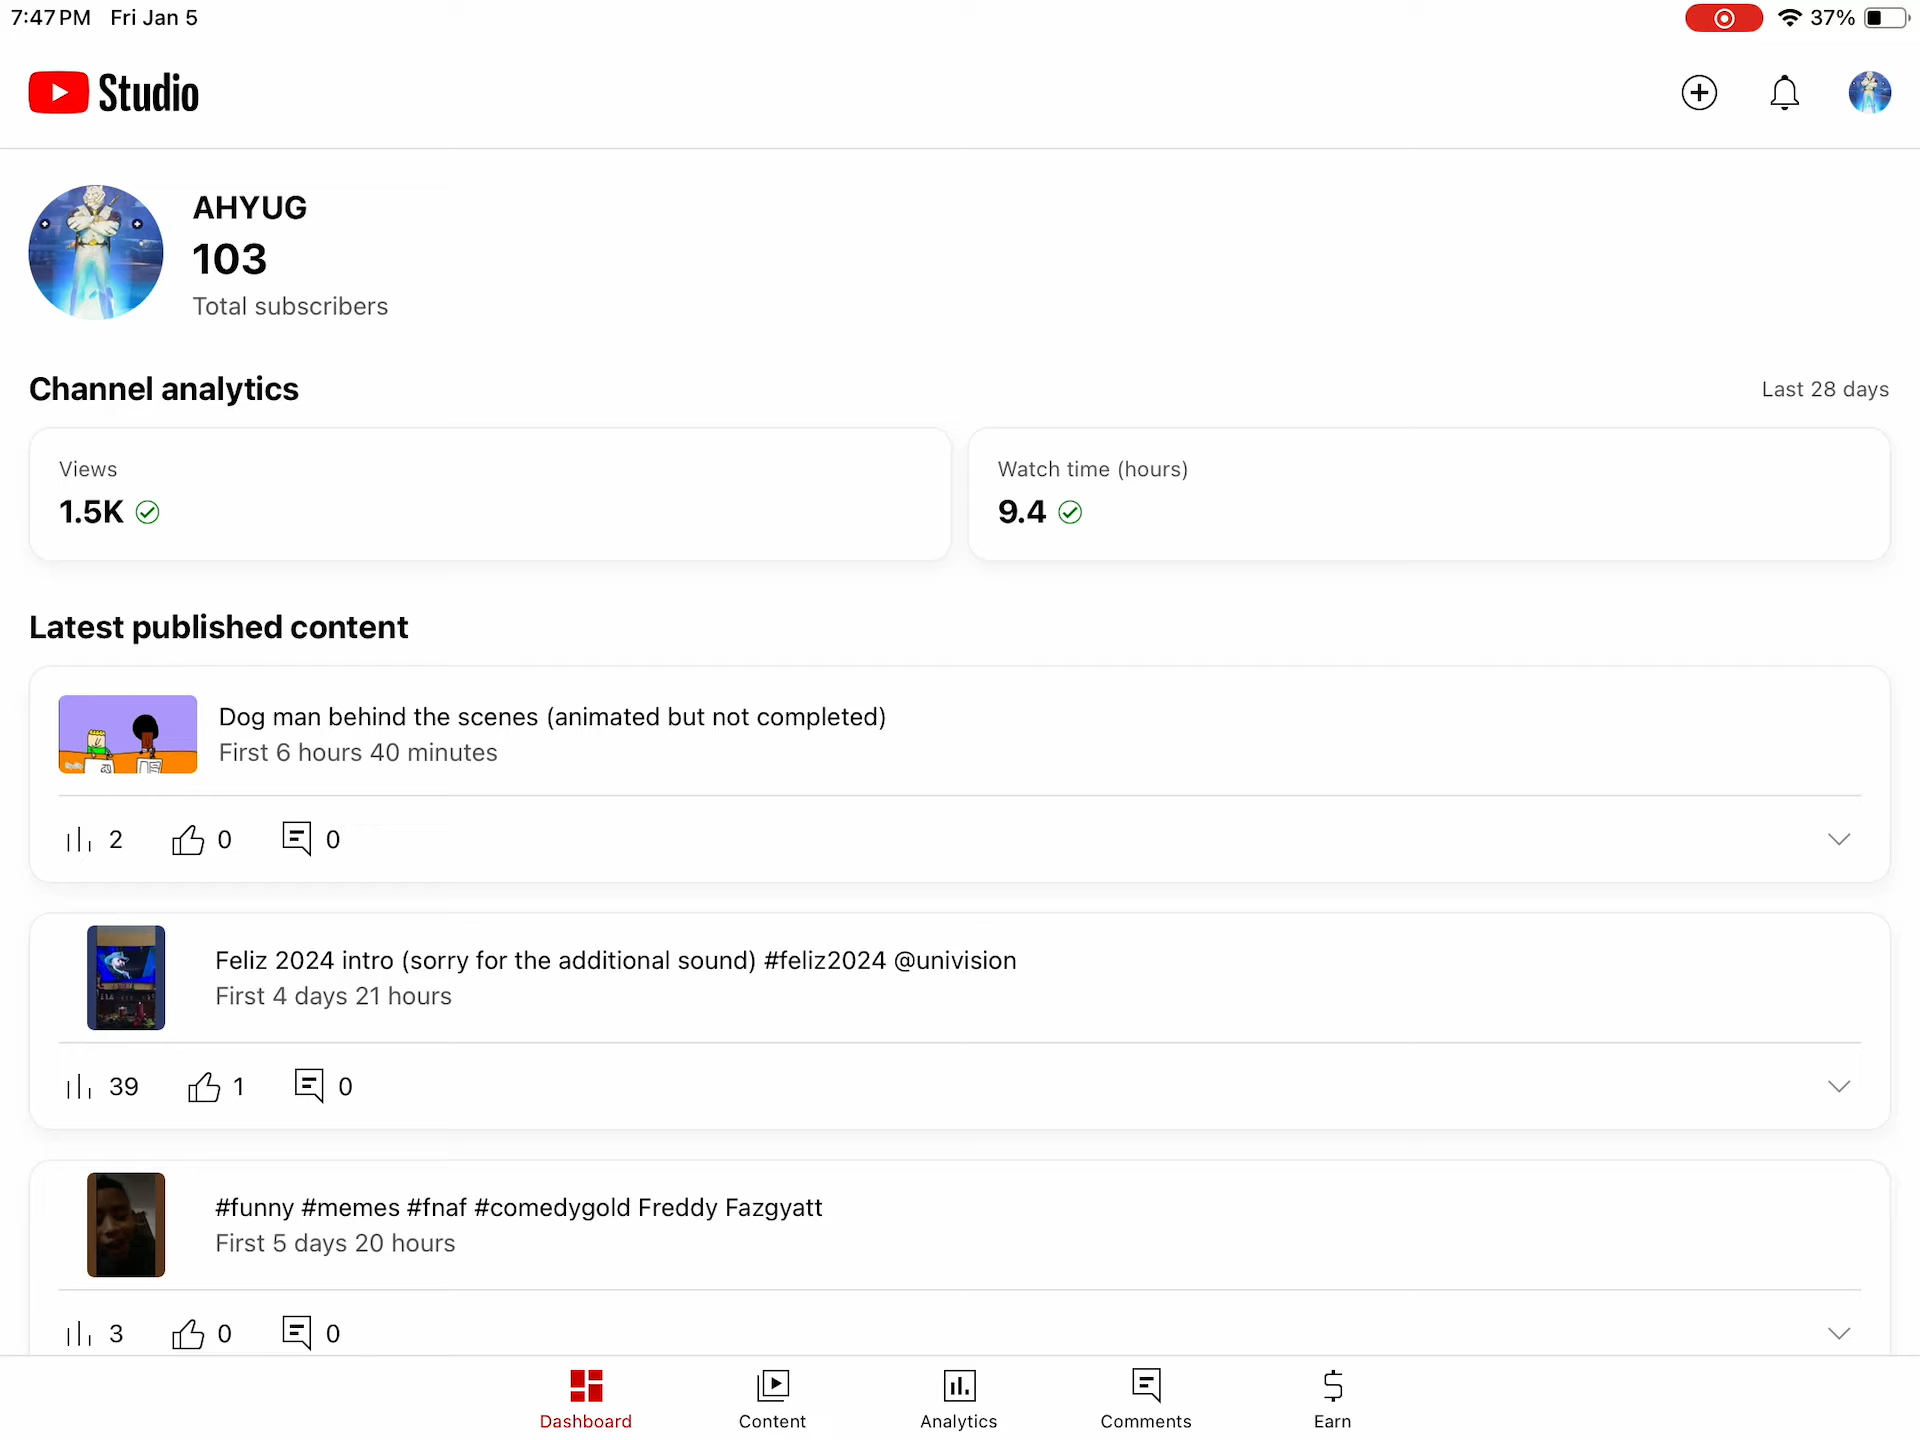 7:47 PM Fri Jan 5
37%
Studio
AHYUG
103
Total subscribers
Channel analytics
Last 28 days
Views
1.5K
Watch time (hours)
9.4
Latest published content
Dog man behind the scenes (animated but not completed)
First 6 hours 40 minutes
2 0 0
Feliz 2024 intro (sorry for the additional sound) #feliz2024 @univision
First 4 days 21 hours
39 1 0
#funny #memes #fnaf #comedygold Freddy Fazgyatt
First 5 days 20 hours
3 0 0
Dashboard Content Analytics Comments Earn